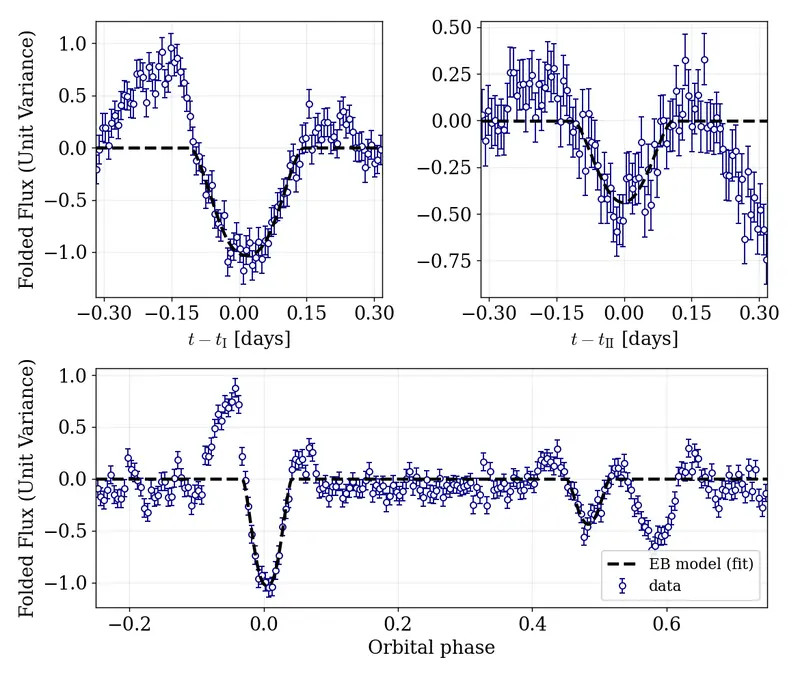 Folded Flux (Unit Variance)
1.0
0.5
0.0
−0.5
−1.0
−0.30 −0.15 0.00 0.15 0.30
t − tI [days]
0.50
0.25
0.00
−0.25
−0.50
−0.75
−0.30 −0.15 0.00 0.15 0.30
t − tII [days]
Folded Flux (Unit Variance)
1.0
0.5
0.0
−0.5
−1.0
EB model (fit)
data
−0.2 0.0 0.2 0.4 0.6
Orbital phase